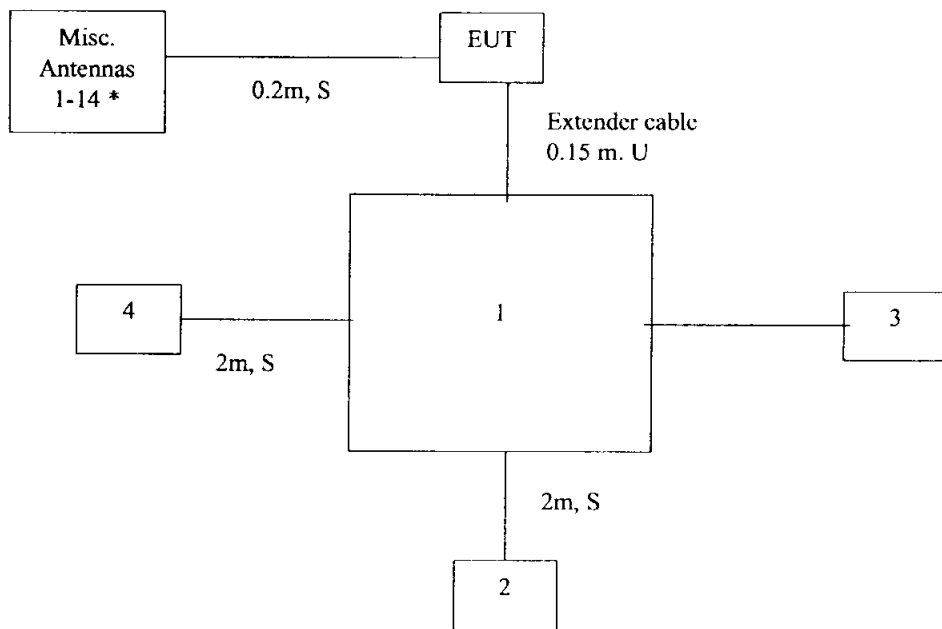 Misc.
Antennas
1-14 *
EUT
0.2m, S
Extender cable
0.15 m. U
4
1
3
2m, S
2m, S
2